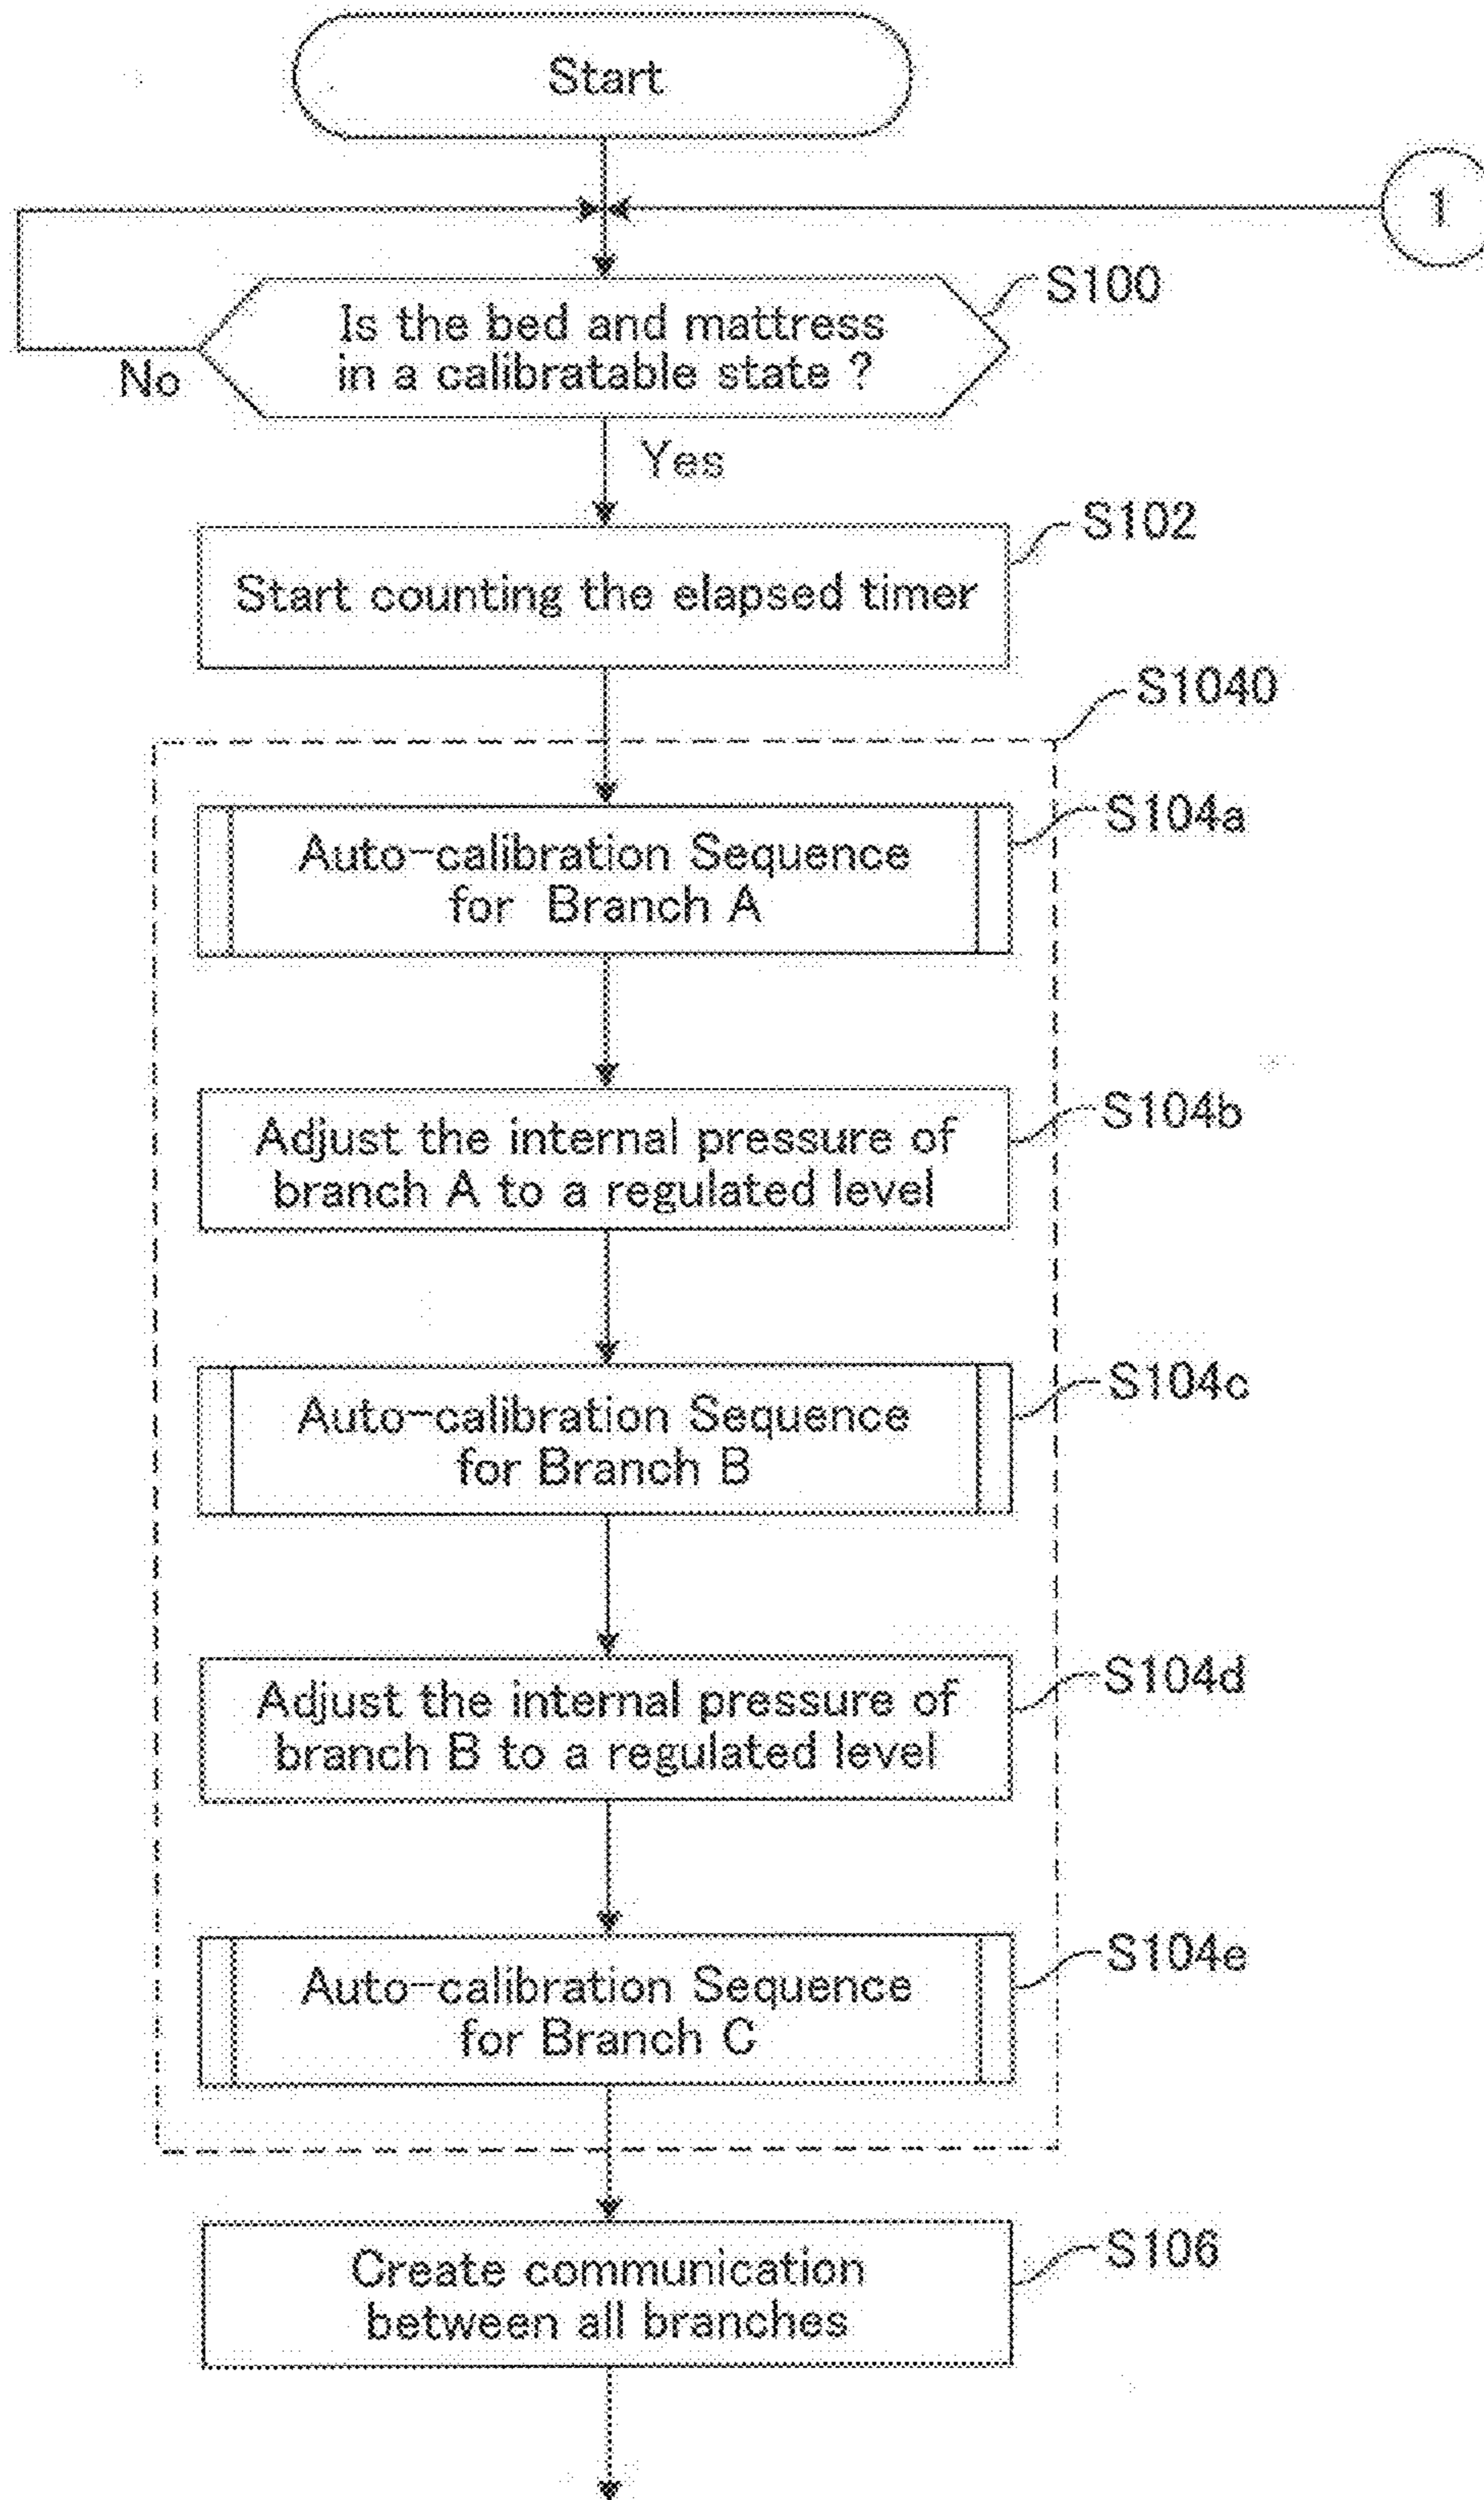 Start
1
S100
Is the bed and mattress
in a calibratable state ?
No
Yes
S102
Start counting the elapsed timer
S1040
S104a
Auto-calibration Sequence
for Branch A
S104b
Adjust the internal pressure of
branch A to a regulated level
S104c
Auto-calibration Sequence
for Branch B
S104d
Adjust the internal pressure of
branch B to a regulated level
S104e
Auto-calibration Sequence
for Branch C
S106
Create communication
between all branches